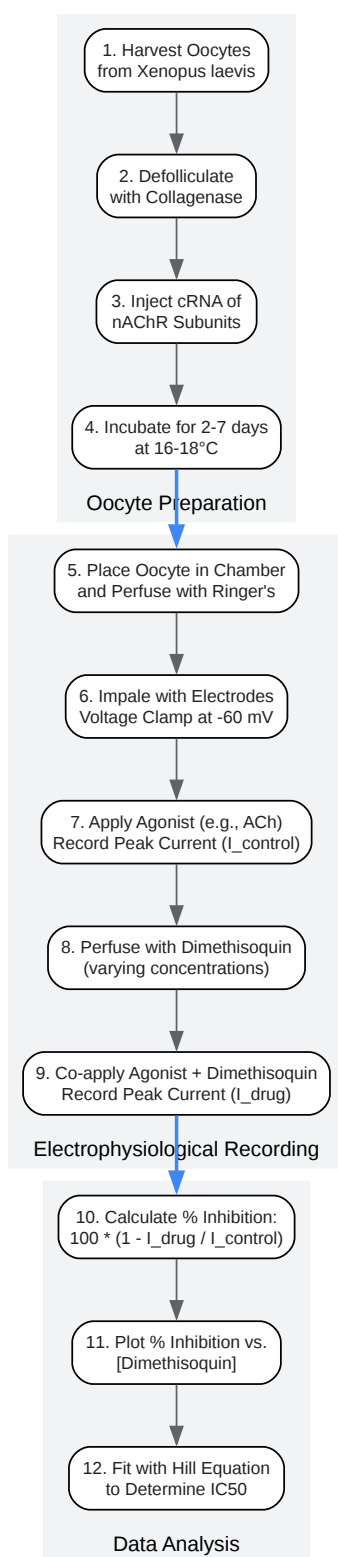 1. Harvest Oocytes
from Xenopus laevis
2. Defolliculate
with Collagenase
3. Inject cRNA of
nAChR Subunits
4. Incubate for 2-7 days
at 16-18°C
Oocyte Preparation
5. Place Oocyte in Chamber
and Perfuse with Ringer's
6. Impale with Electrodes
Voltage Clamp at -60 mV
7. Apply Agonist (e.g., ACh)
Record Peak Current (I_control)
8. Perfuse with Dimethisoquin
(varying concentrations)
9. Co-apply Agonist + Dimethisoquin
Record Peak Current (I_drug)
Electrophysiological Recording
10. Calculate % Inhibition:
100 * (1 - I_drug / I_control)
11. Plot % Inhibition vs.
[Dimethisoquin]
12. Fit with Hill Equation
to Determine IC50
Data Analysis